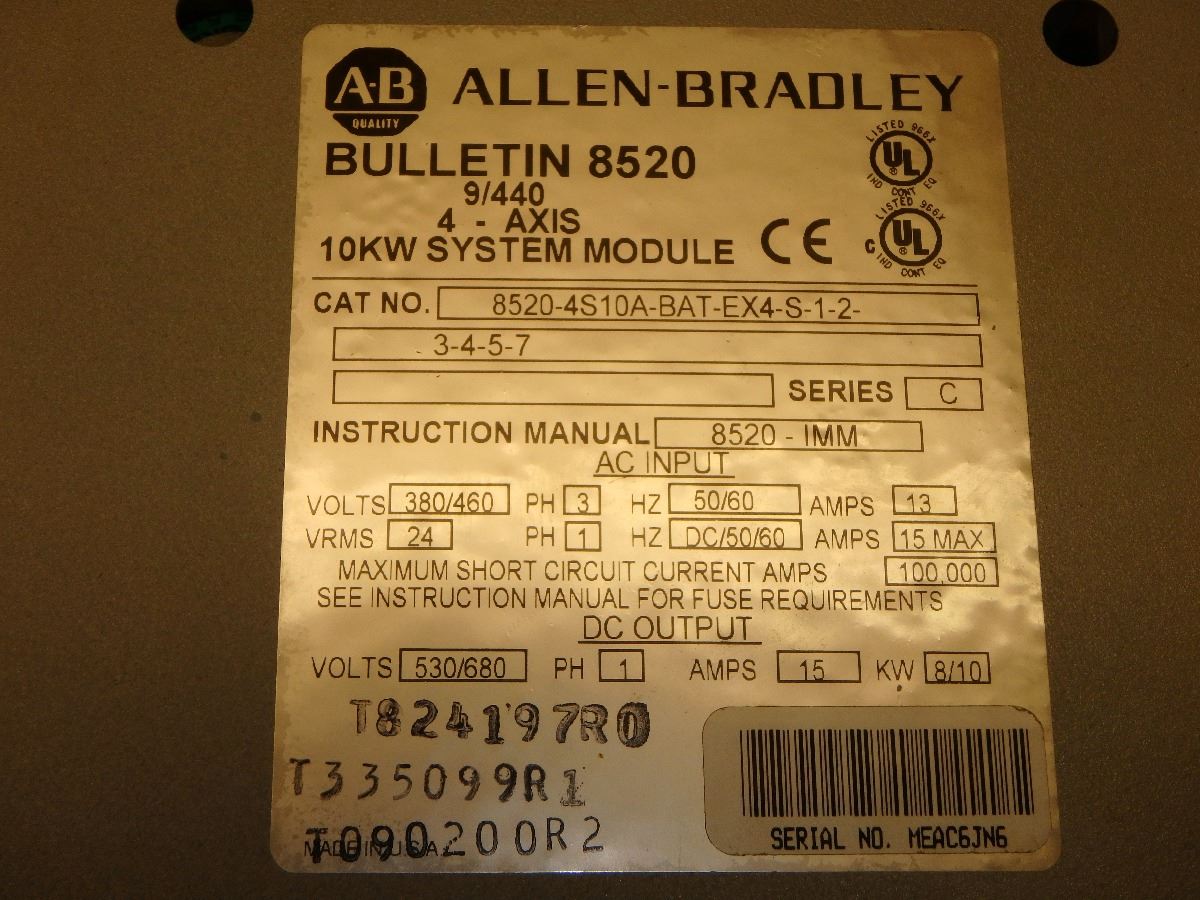 A-B ALLEN-BRADLEY
QUALITY
BULLETIN 8520
9/440
4 - AXIS
10KW SYSTEM MODULE CE
LISTED 966X
UL ®
IND CONT EQ
LISTED 966X
C UL ®
IND CONT EQ
CAT NO. 8520-4S10A-BAT-EX4-S-1-2-
3-4-5-7
SERIES C
INSTRUCTION MANUAL 8520 - IMM
AC INPUT
VOLTS 380/460 PH 3 HZ 50/60 AMPS 13
VRMS 24 PH 1 HZ DC/50/60 AMPS 15 MAX
MAXIMUM SHORT CIRCUIT CURRENT AMPS 100,000
SEE INSTRUCTION MANUAL FOR FUSE REQUIREMENTS
DC OUTPUT
VOLTS 530/680 PH 1 AMPS 15 KW 8/10
T824197R0
T335099R1
T090200R2
MADE IN U.S.A.
SERIAL NO. MEAC6JN6